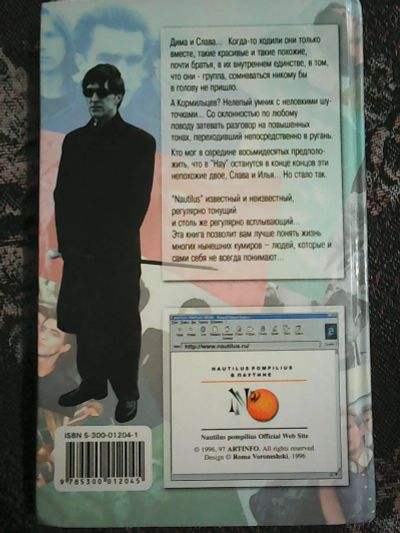 Дима и Слава... Когда-то ходили они только
вместе, такие красивые и такие похожие,
почти братья, в их внутреннем единстве, в том,
что они - группа, сомневаться никому бы
в голову не пришло.
А Кормильцев? Нелепый умник с неловкими шу-
точками... Со склонностью по любому
поводу затевать разговор на повышенных
тонах, переходивший непосредственно в ругань.
Кто мог в середине восьмидесятых предполо-
жить, что в "Нау" останутся в конце концов эти
непохожие двое, Слава и Илья... Но стало так.
"Nautilus" известный и неизвестный,
регулярно тонущий
и столь же регулярно всплывающий...
Эта книга позволит вам лучше понять жизнь
многих нынешних кумиров – людей, которые и
сами себя не всегда понимают...
http://www.nautilus.ru/
NAUTILUS POMPILIUS
В ПАУТИНЕ
Nautilus pompilius Official Web Site
© 1996, 97 ARTINFO. All rights reserved.
Design © Roma Voroneshski, 1996
ISBN 5-300-01204-1
9 785300 012045